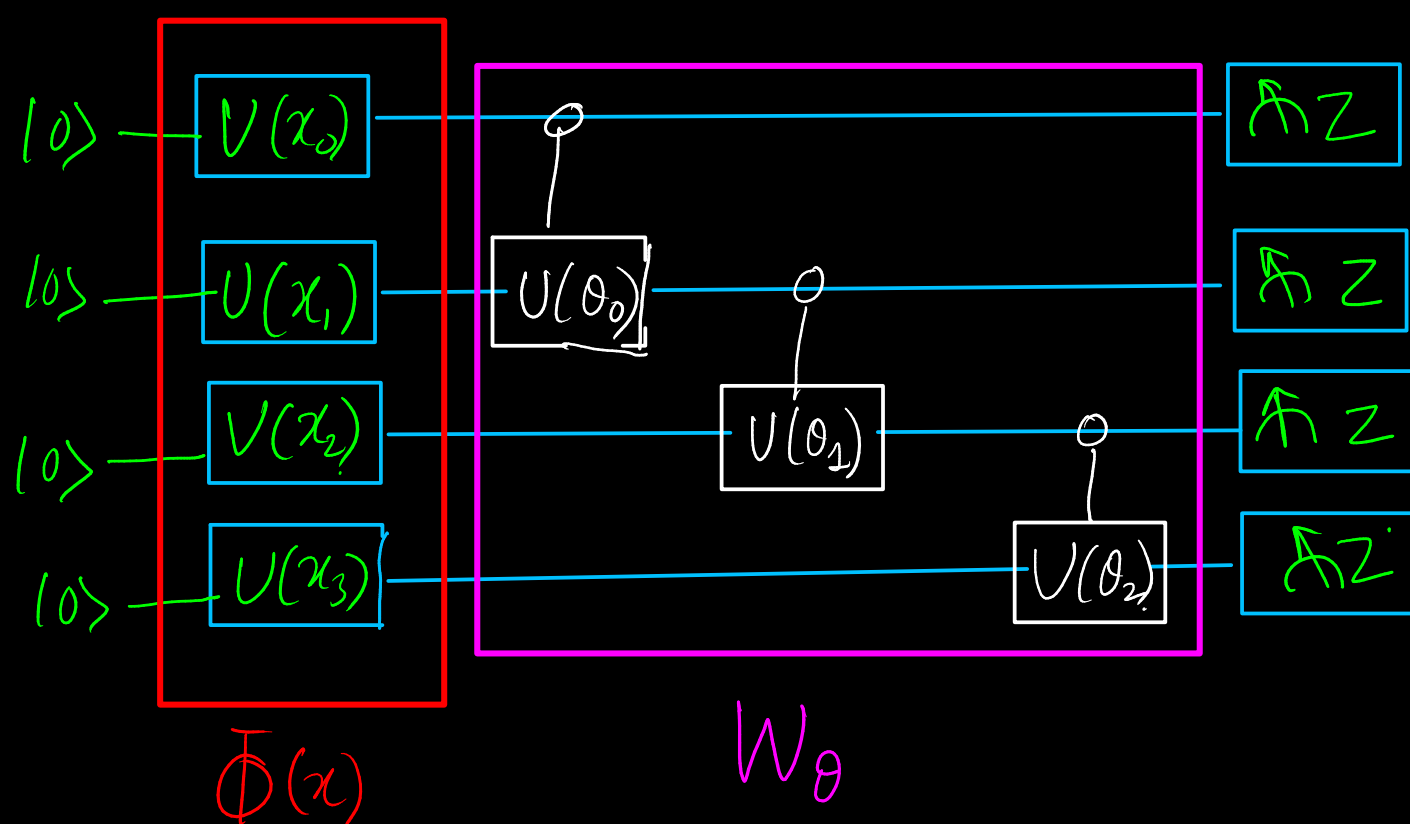 |0⟩ U(x₀) Z
|0⟩ U(x₁) U(θ₀) Z
|0⟩ U(x₂) U(θ₁) Z
|0⟩ U(x₃) U(θ₂) Z
Φ(x) W_θ